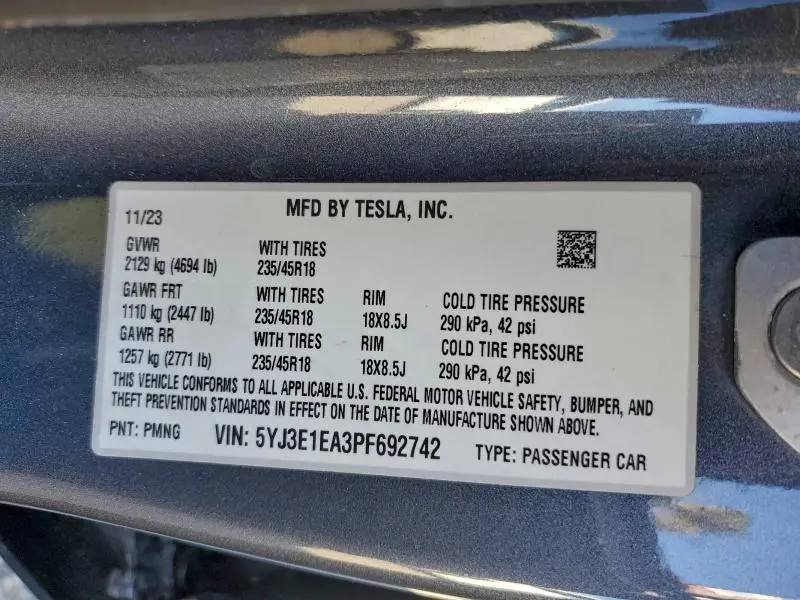 MFD BY TESLA, INC.
11/23
GVWR WITH TIRES
2129 kg (4694 lb) 235/45R18
GAWR FRT WITH TIRES RIM COLD TIRE PRESSURE
1110 kg (2447 lb) 235/45R18 18X8.5J 290 kPa, 42 psi
GAWR RR WITH TIRES RIM COLD TIRE PRESSURE
1257 kg (2771 lb) 235/45R18 18X8.5J 290 kPa, 42 psi
THIS VEHICLE CONFORMS TO ALL APPLICABLE U.S. FEDERAL MOTOR VEHICLE SAFETY, BUMPER, AND
THEFT PREVENTION STANDARDS IN EFFECT ON THE DATE OF MANUFACTURE SHOWN ABOVE.
PNT: PMNG VIN: 5YJ3E1EA3PF692742 TYPE: PASSENGER CAR